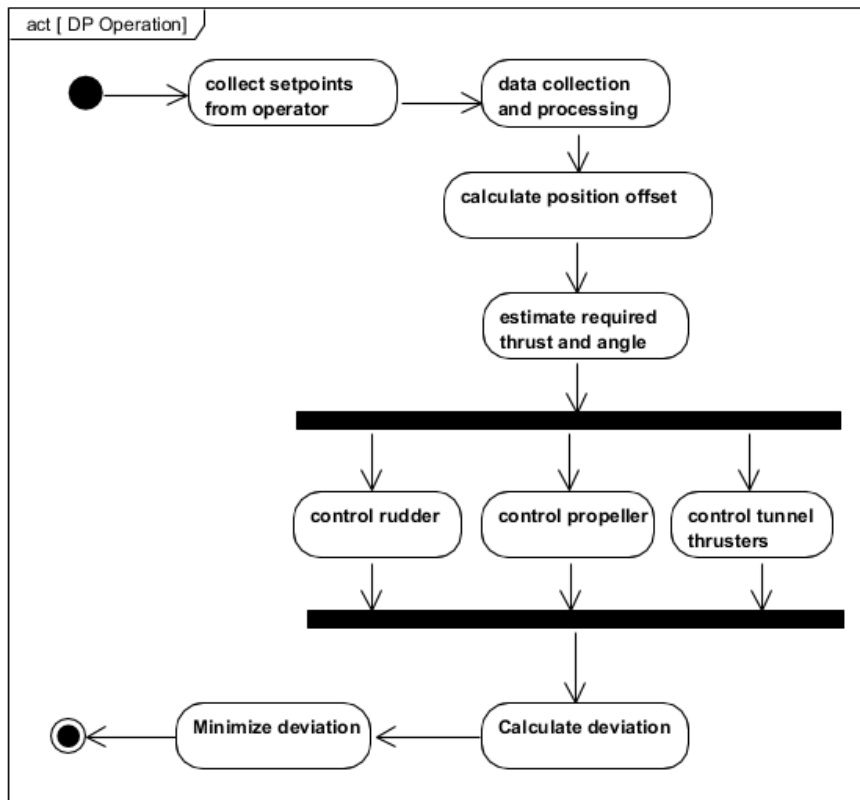 act [ DP Operation]
collect setpoints
from operator
data collection
and processing
calculate position offset
estimate required
thrust and angle
control rudder
control propeller
control tunnel
thrusters
Minimize deviation
Calculate deviation